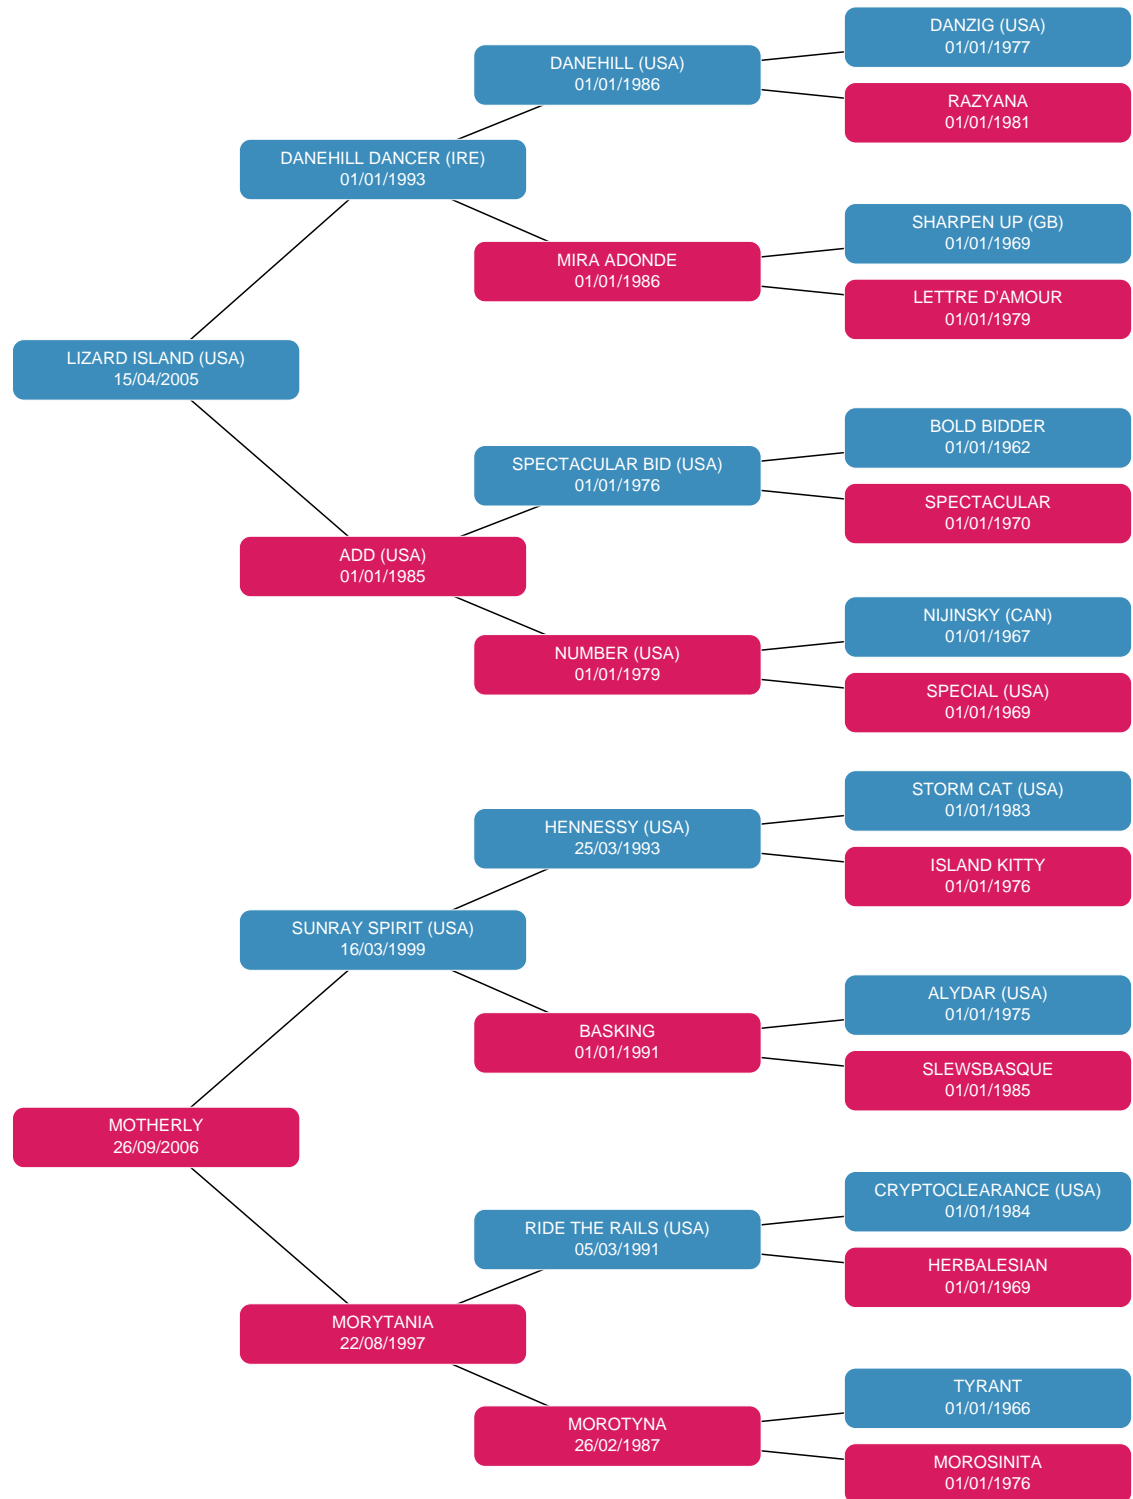 DANZIG (USA)
01/01/1977
DANEHILL (USA)
01/01/1986
RAZYANA
01/01/1981
DANEHILL DANCER (IRE)
01/01/1993
SHARPEN UP (GB)
01/01/1969
MIRA ADONDE
01/01/1986
LETTRE D'AMOUR
01/01/1979
LIZARD ISLAND (USA)
15/04/2005
BOLD BIDDER
01/01/1962
SPECTACULAR BID (USA)
01/01/1976
SPECTACULAR
01/01/1970
ADD (USA)
01/01/1985
NIJINSKY (CAN)
01/01/1967
NUMBER (USA)
01/01/1979
SPECIAL (USA)
01/01/1969
STORM CAT (USA)
01/01/1983
HENNESSY (USA)
25/03/1993
ISLAND KITTY
01/01/1976
SUNRAY SPIRIT (USA)
16/03/1999
ALYDAR (USA)
01/01/1975
BASKING
01/01/1991
SLEWSBASQUE
01/01/1985
MOTHERLY
26/09/2006
CRYPTOCLEARANCE (USA)
01/01/1984
RIDE THE RAILS (USA)
05/03/1991
HERBALESIAN
01/01/1969
MORYTANIA
22/08/1997
TYRANT
01/01/1966
MOROTYNA
26/02/1987
MOROSINITA
01/01/1976